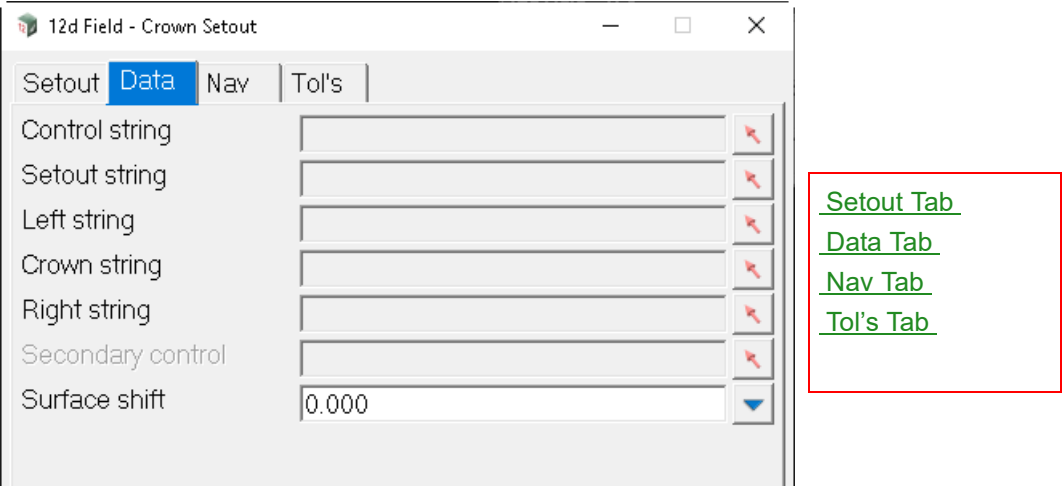 12d Field - Crown Setout
Setout Data Nav Tol's
Control string
Setout string
Left string
Crown string
Right string
Secondary control
Surface shift 0.000
Setout Tab
Data Tab
Nav Tab
Tol’s Tab